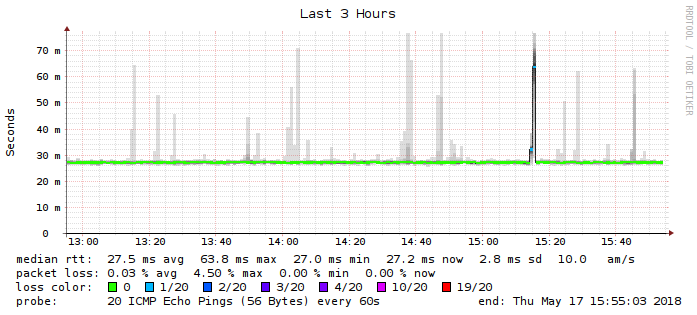 Last 3 Hours
RRDTOOL / TOBI OETIKER
Seconds
70 m
60 m
50 m
40 m
30 m
20 m
10 m
0
13:00 13:20 13:40 14:00 14:20 14:40 15:00 15:20 15:40
median rtt: 27.5 ms avg 63.8 ms max 27.0 ms min 27.2 ms now 2.8 ms sd 10.0 am/s
packet loss: 0.03 % avg 4.50 % max 0.00 % min 0.00 % now
loss color: 0 1/20 2/20 3/20 4/20 10/20 19/20
probe: 20 ICMP Echo Pings (56 Bytes) every 60s end: Thu May 17 15:55:03 2018